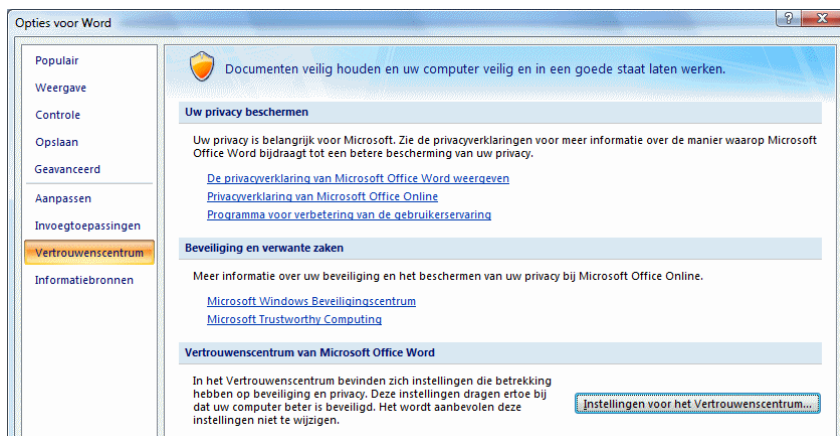 Opties voor Word
Populair
Weergave
Controle
Opslaan
Geavanceerd
Aanpassen
Invoegtoepassingen
Vertrouwenscentrum
Informatiebronnen
Documenten veilig houden en uw computer veilig en in een goede staat laten werken.
Uw privacy beschermen
Uw privacy is belangrijk voor Microsoft. Zie de privacyverklaringen voor meer informatie over de manier waarop Microsoft
Office Word bijdraagt tot een betere bescherming van uw privacy.
De privacyverklaring van Microsoft Office Word weergeven
Privacyverklaring van Microsoft Office Online
Programma voor verbetering van de gebruikerservaring
Beveiliging en verwante zaken
Meer informatie over uw beveiliging en het beschermen van uw privacy bij Microsoft Office Online.
Microsoft Windows Beveiligingscentrum
Microsoft Trustworthy Computing
Vertrouwenscentrum van Microsoft Office Word
In het Vertrouwenscentrum bevinden zich instellingen die betrekking
hebben op beveiliging en privacy. Deze instellingen dragen ertoe bij
dat uw computer beter is beveiligd. Het wordt aanbevolen deze
instellingen niet te wijzigen.
Instellingen voor het Vertrouwenscentrum...